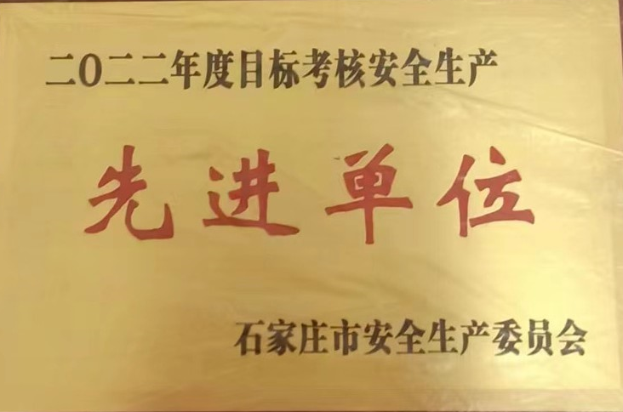 二〇二二年度目标考核安全生产
先进单位
石家庄市安全生产委员会